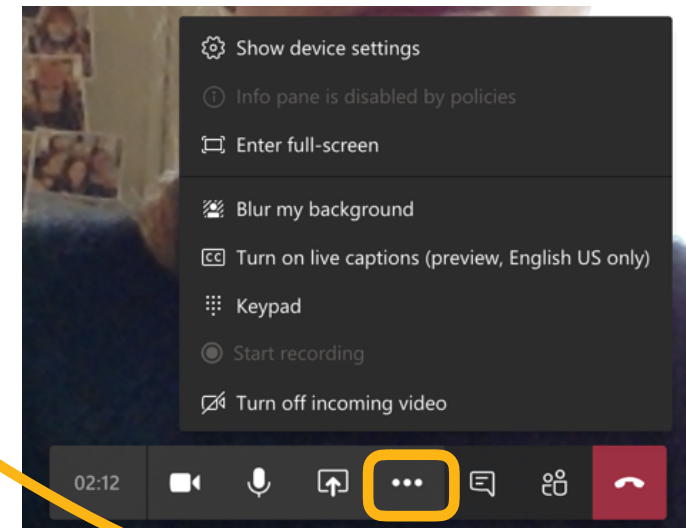 Show device settings
Info pane is disabled by policies
Enter full-screen
Blur my background
CC Turn on live captions (preview, English US only)
Keypad
Start recording
Turn off incoming video
02:12